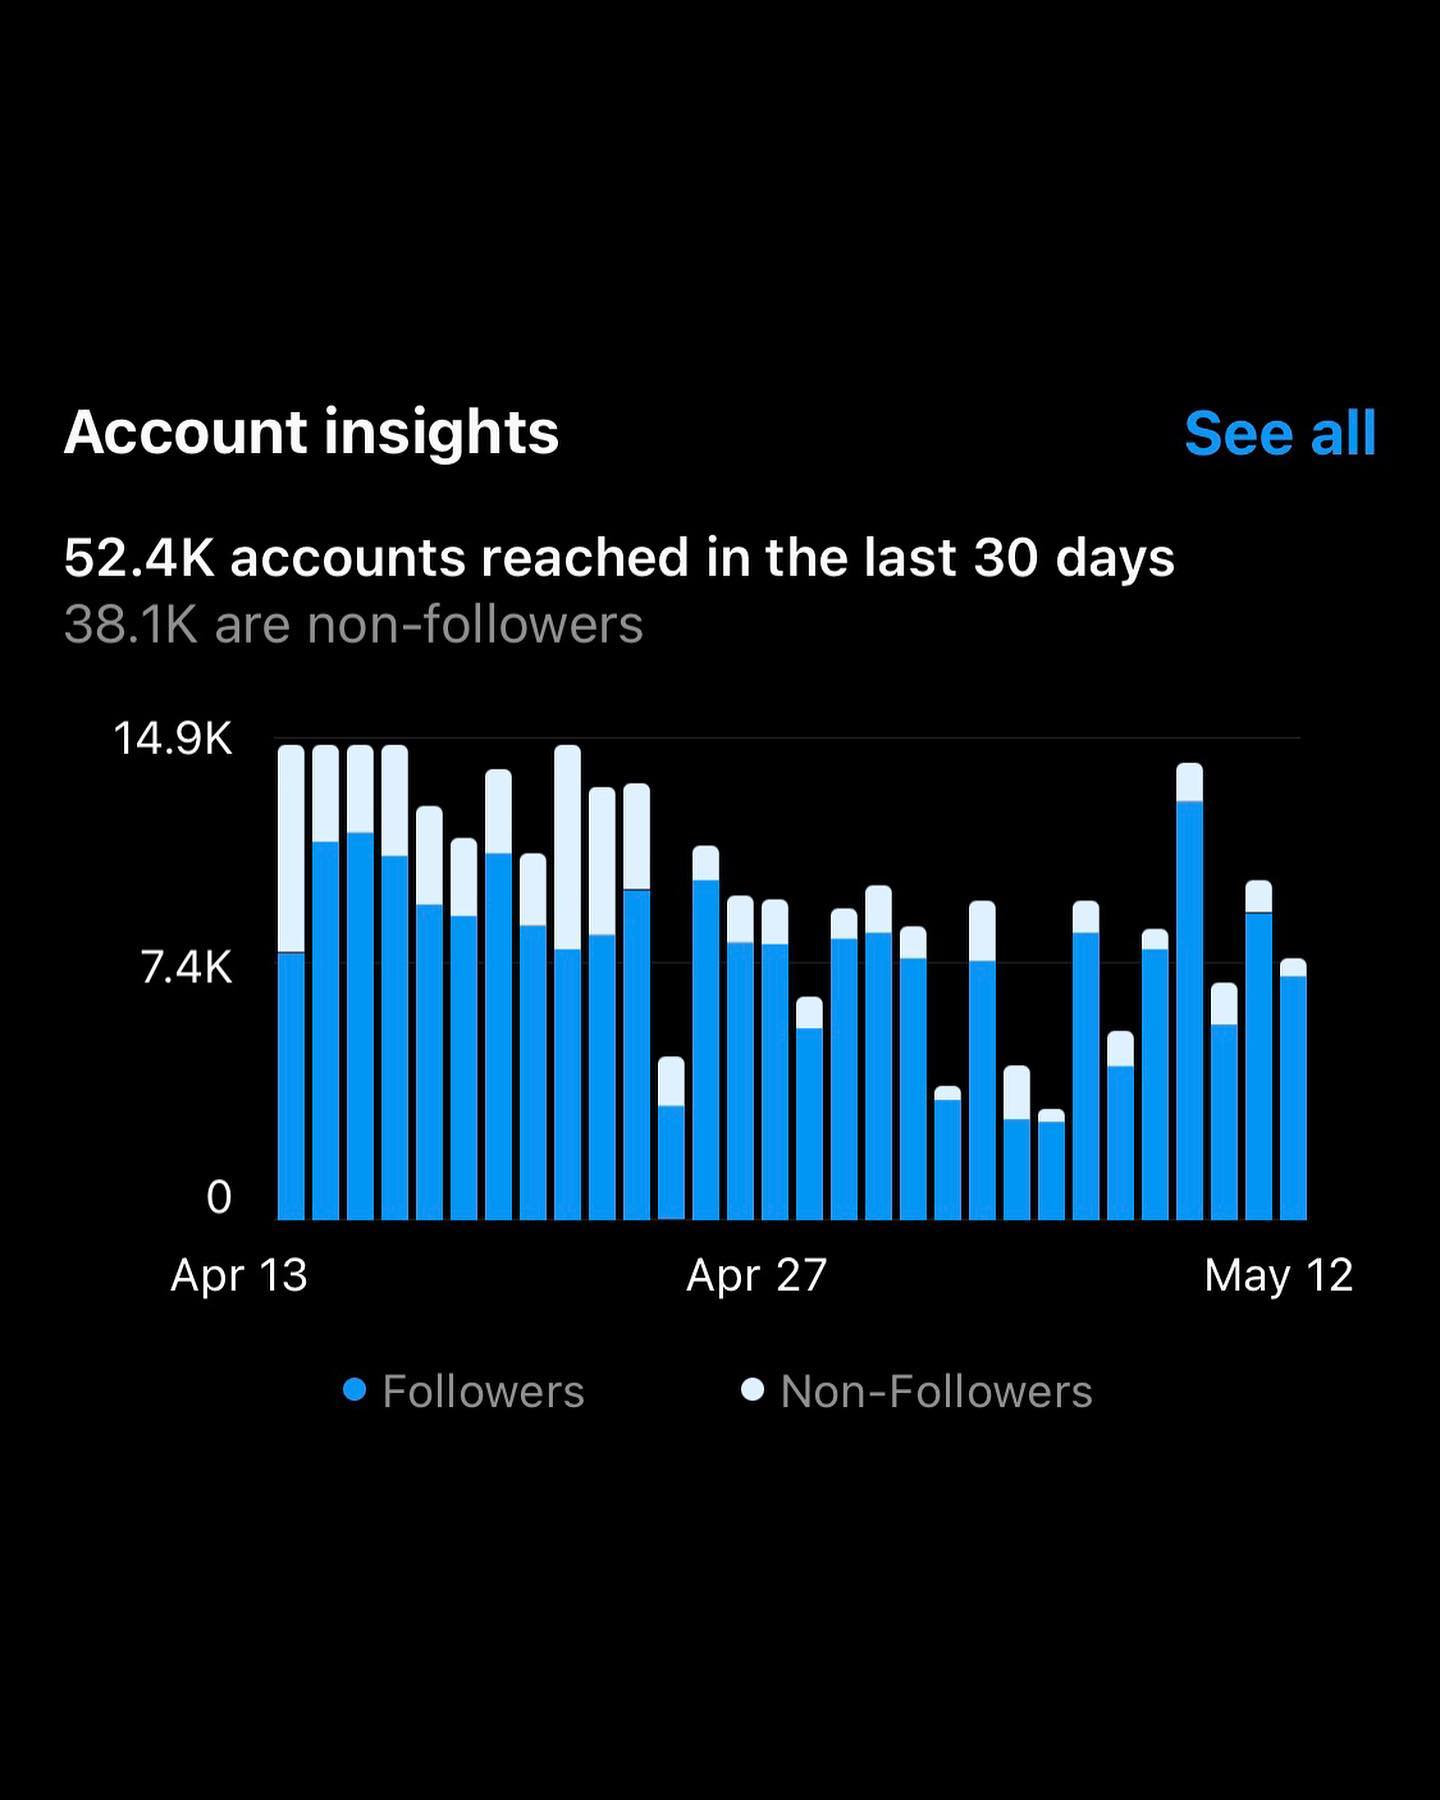 Account insights
See all
52.4K accounts reached in the last 30 days
38.1K are non-followers
14.9K
7.4K
0
Apr 13
Apr 27
May 12
Followers
Non-Followers